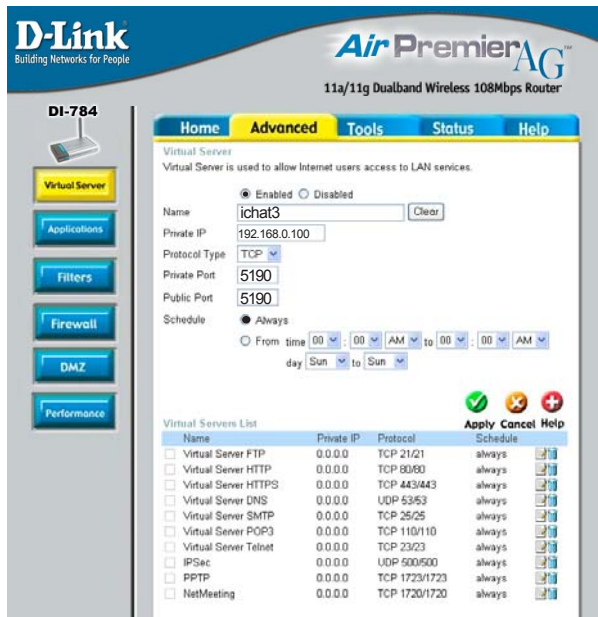 D-Link
Building Networks for People
Air Premier AG™
11a/11g Dualband Wireless 108Mbps Router
DI-784
Home Advanced Tools Status Help
Virtual Server
Applications
Filters
Firewall
DMZ
Performance
Virtual Server
Virtual Server is used to allow Internet users access to LAN services.
Enabled Disabled
Name ichat3 Clear
Private IP 192.168.0.100
Protocol Type TCP
Private Port 5190
Public Port 5190
Schedule Always
From time 00 : 00 AM to 00 : 00 AM
day Sun to Sun
Apply Cancel Help
Virtual Servers List
Name Private IP Protocol Schedule
Virtual Server FTP 0.0.0.0 TCP 21/21 always
Virtual Server HTTP 0.0.0.0 TCP 80/80 always
Virtual Server HTTPS 0.0.0.0 TCP 443/443 always
Virtual Server DNS 0.0.0.0 UDP 53/53 always
Virtual Server SMTP 0.0.0.0 TCP 25/25 always
Virtual Server POP3 0.0.0.0 TCP 110/110 always
Virtual Server Telnet 0.0.0.0 TCP 23/23 always
IPSec 0.0.0.0 UDP 500/500 always
PPTP 0.0.0.0 TCP 1723/1723 always
NetMeeting 0.0.0.0 TCP 1720/1720 always